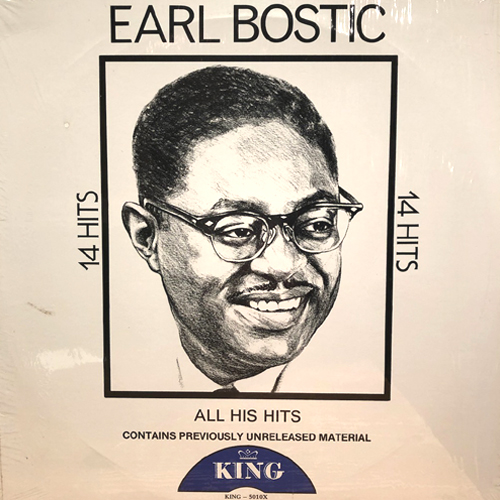 EARL BOSTIC
14 HITS
14 HITS
ALL HIS HITS
CONTAINS PREVIOUSLY UNRELEASED MATERIAL
KING
KING – 5010X